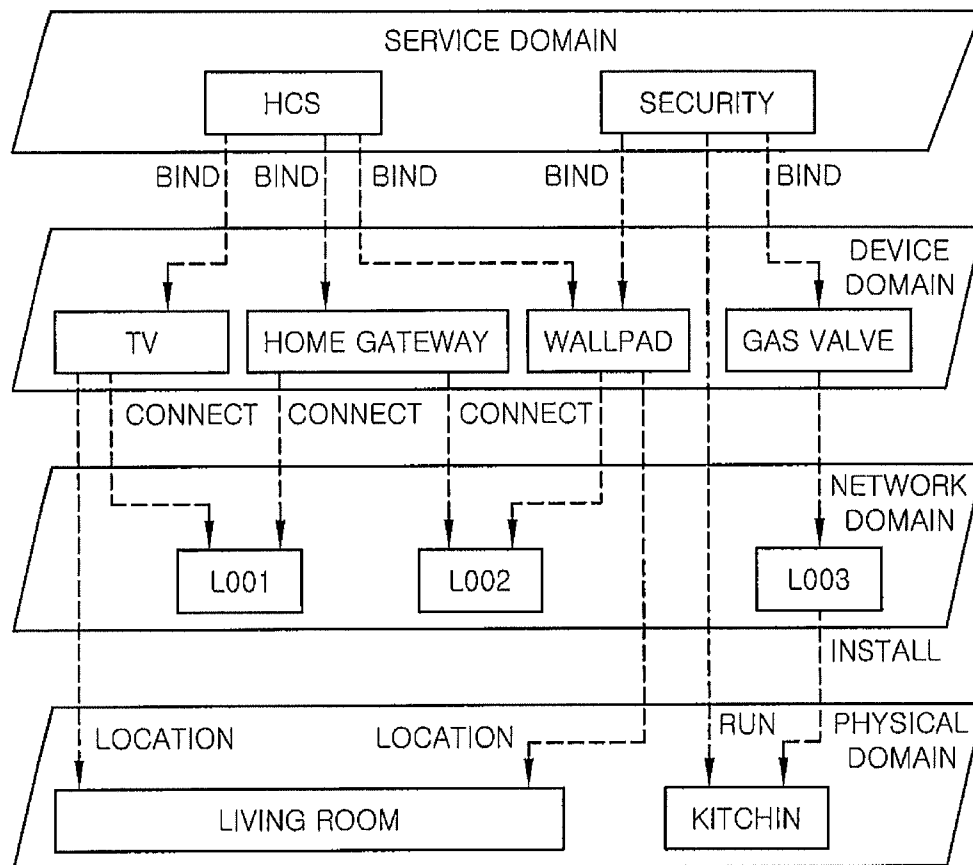 SERVICE DOMAIN
HCS
SECURITY
BIND
BIND
BIND
BIND
BIND
DEVICE
DOMAIN
TV
HOME GATEWAY
WALLPAD
GAS VALVE
CONNECT
CONNECT
CONNECT
NETWORK
DOMAIN
L001
L002
L003
INSTALL
LOCATION
LOCATION
RUN
PHYSICAL
DOMAIN
LIVING ROOM
KITCHIN